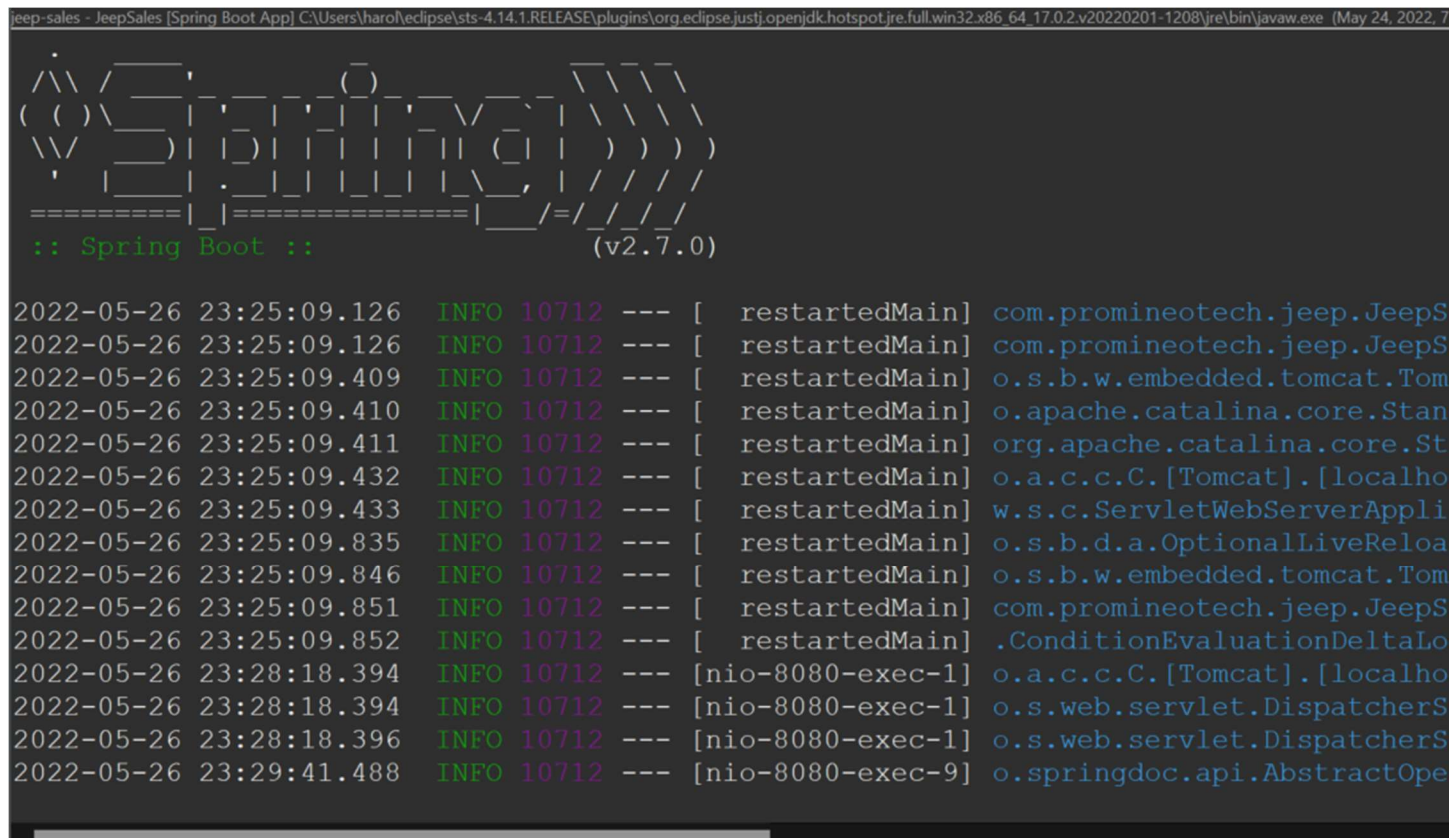 jeep-sales - JeepSales [Spring Boot App] C:\Users\harol\eclipse\sts-4.14.1.RELEASE\plugins\org.eclipse.justj.openjdk.hotspot.jre.full.win32.x86_64_17.0.2.v20220201-1208\jre\bin\javaw.exe (May 24, 2022, 7
Spring
:: Spring Boot :: (v2.7.0)
2022-05-26 23:25:09.126 INFO 10712 --- [ restartedMain] com.promineotech.jeep.JeepS
2022-05-26 23:25:09.126 INFO 10712 --- [ restartedMain] com.promineotech.jeep.JeepS
2022-05-26 23:25:09.409 INFO 10712 --- [ restartedMain] o.s.b.w.embedded.tomcat.Tom
2022-05-26 23:25:09.410 INFO 10712 --- [ restartedMain] o.apache.catalina.core.Stan
2022-05-26 23:25:09.411 INFO 10712 --- [ restartedMain] org.apache.catalina.core.St
2022-05-26 23:25:09.432 INFO 10712 --- [ restartedMain] o.a.c.c.C.[Tomcat].[localho
2022-05-26 23:25:09.433 INFO 10712 --- [ restartedMain] w.s.c.ServletWebServerAppli
2022-05-26 23:25:09.835 INFO 10712 --- [ restartedMain] o.s.b.d.a.OptionalLiveReloa
2022-05-26 23:25:09.846 INFO 10712 --- [ restartedMain] o.s.b.w.embedded.tomcat.Tom
2022-05-26 23:25:09.851 INFO 10712 --- [ restartedMain] com.promineotech.jeep.JeepS
2022-05-26 23:25:09.852 INFO 10712 --- [ restartedMain] .ConditionEvaluationDeltaLo
2022-05-26 23:28:18.394 INFO 10712 --- [nio-8080-exec-1] o.a.c.c.C.[Tomcat].[localho
2022-05-26 23:28:18.394 INFO 10712 --- [nio-8080-exec-1] o.s.web.servlet.DispatcherS
2022-05-26 23:28:18.396 INFO 10712 --- [nio-8080-exec-1] o.s.web.servlet.DispatcherS
2022-05-26 23:29:41.488 INFO 10712 --- [nio-8080-exec-9] o.springdoc.api.AbstractOpe